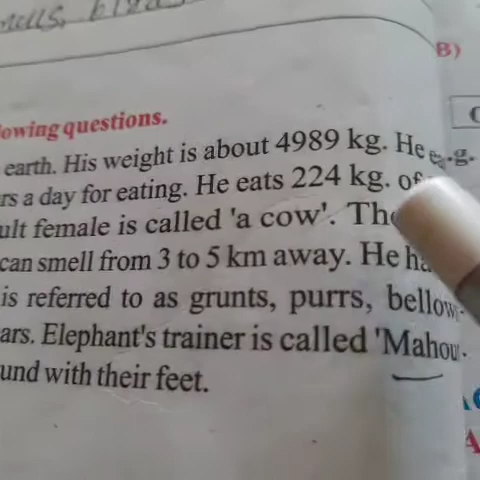 B)
owing questions.
earth. His weight is about 4989 kg. He
rs a day for eating. He eats 224 kg. of
ult female is called 'a cow'. The
can smell from 3 to 5 km away. He ha
is referred to as grunts, purrs, bellow
ars. Elephant's trainer is called 'Mahou
und with their feet.